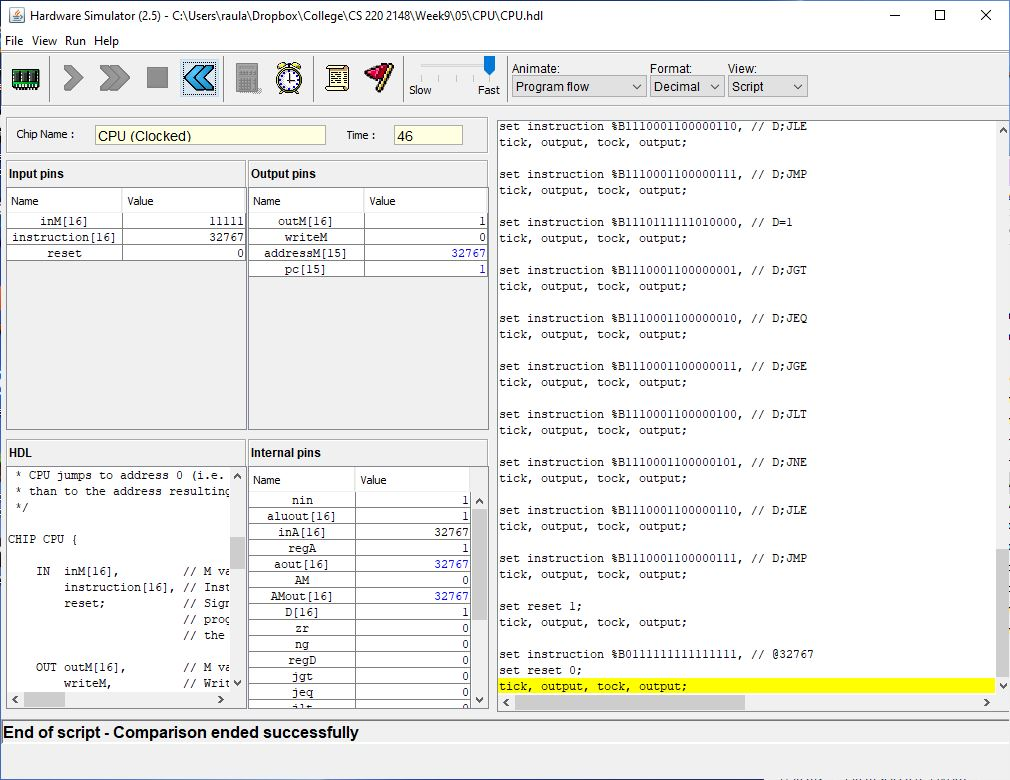 Hardware Simulator (2.5) - C:\Users\raula\Dropbox\College\CS 220 2148\Week9\05\CPU\CPU.hdl
File View Run Help
Slow Fast
Animate: Format: View:
Program flow Decimal Script
Chip Name : CPU (Clocked) Time : 46
Input pins
Name Value
inM[16] 11111
instruction[16] 32767
reset 0
Output pins
Name Value
outM[16] 1
writeM 0
addressM[15] 32767
pc[15] 1
HDL
* CPU jumps to address 0 (i.e.
* than to the address resulting
*/
CHIP CPU {
IN inM[16], // M va
instruction[16], // Inst
reset; // Sign
// prog
// the
OUT outM[16], // M va
writeM, // Writ
Internal pins
Name Value
nin 1
aluout[16] 1
inA[16] 32767
regA 1
aout[16] 32767
AM 0
AMout[16] 32767
D[16] 1
zr 0
ng 0
regD 0
jgt 0
jeq 0
jlt 0
set instruction %B1110001100000110, // D;JLE
tick, output, tock, output;
set instruction %B1110001100000111, // D;JMP
tick, output, tock, output;
set instruction %B1110111111010000, // D=1
tick, output, tock, output;
set instruction %B1110001100000001, // D;JGT
tick, output, tock, output;
set instruction %B1110001100000010, // D;JEQ
tick, output, tock, output;
set instruction %B1110001100000011, // D;JGE
tick, output, tock, output;
set instruction %B1110001100000100, // D;JLT
tick, output, tock, output;
set instruction %B1110001100000101, // D;JNE
tick, output, tock, output;
set instruction %B1110001100000110, // D;JLE
tick, output, tock, output;
set instruction %B1110001100000111, // D;JMP
tick, output, tock, output;
set reset 1;
tick, output, tock, output;
set instruction %B0111111111111111, // @32767
set reset 0;
tick, output, tock, output;
End of script - Comparison ended successfully